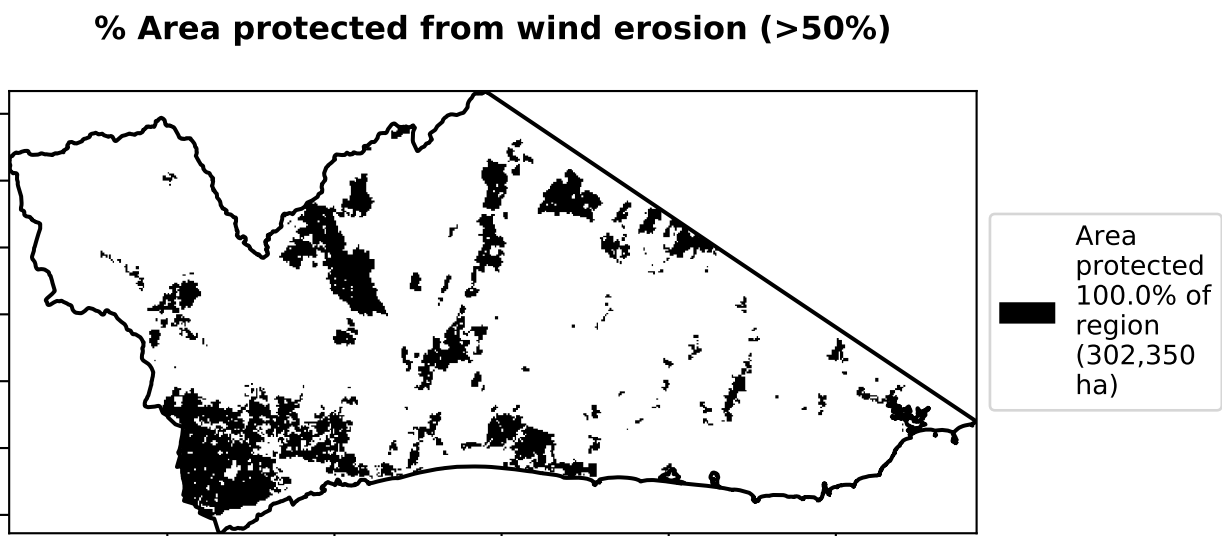 % Area protected from wind erosion (>50%)
Area
protected
100.0% of
region
(302,350
ha)